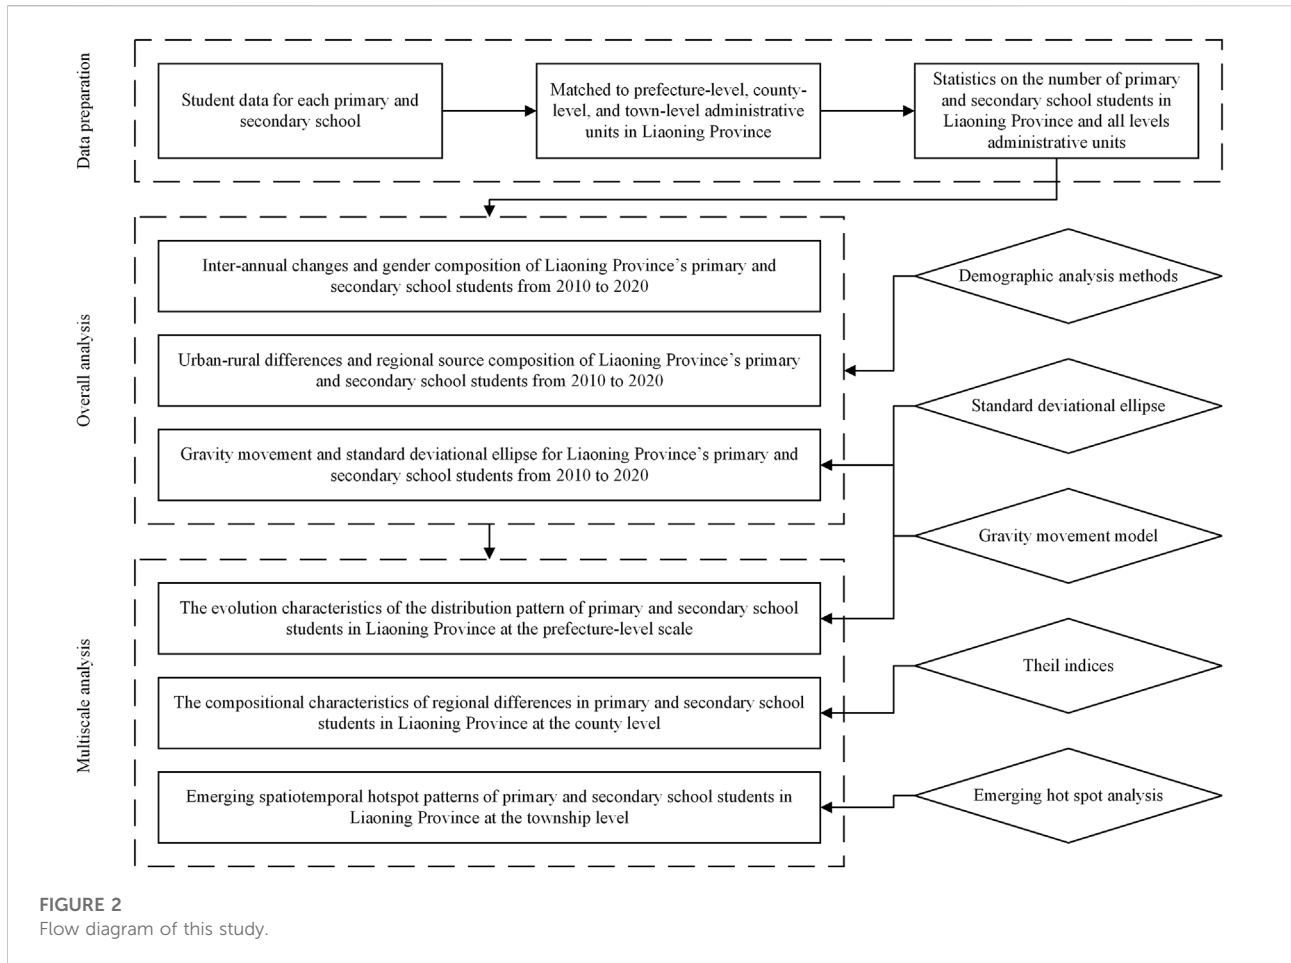 Data preparation
Student data for each primary and
secondary school
Matched to prefecture-level, county-
level, and town-level administrative
units in Liaoning Province
Statistics on the number of primary
and secondary school students in
Liaoning Province and all levels
administrative units
Overall analysis
Inter-annual changes and gender composition of Liaoning Province's primary and
secondary school students from 2010 to 2020
Urban-rural differences and regional source composition of Liaoning Province's primary
and secondary school students from 2010 to 2020
Gravity movement and standard deviational ellipse for Liaoning Province's primary and
secondary school students from 2010 to 2020
Demographic analysis methods
Standard deviational ellipse
Gravity movement model
Multiscale analysis
The evolution characteristics of the distribution pattern of primary and secondary school
students in Liaoning Province at the prefecture-level scale
The compositional characteristics of regional differences in primary and secondary school
students in Liaoning Province at the county level
Emerging spatiotemporal hotspot patterns of primary and secondary school students in
Liaoning Province at the township level
Theil indices
Emerging hot spot analysis
FIGURE 2
Flow diagram of this study.